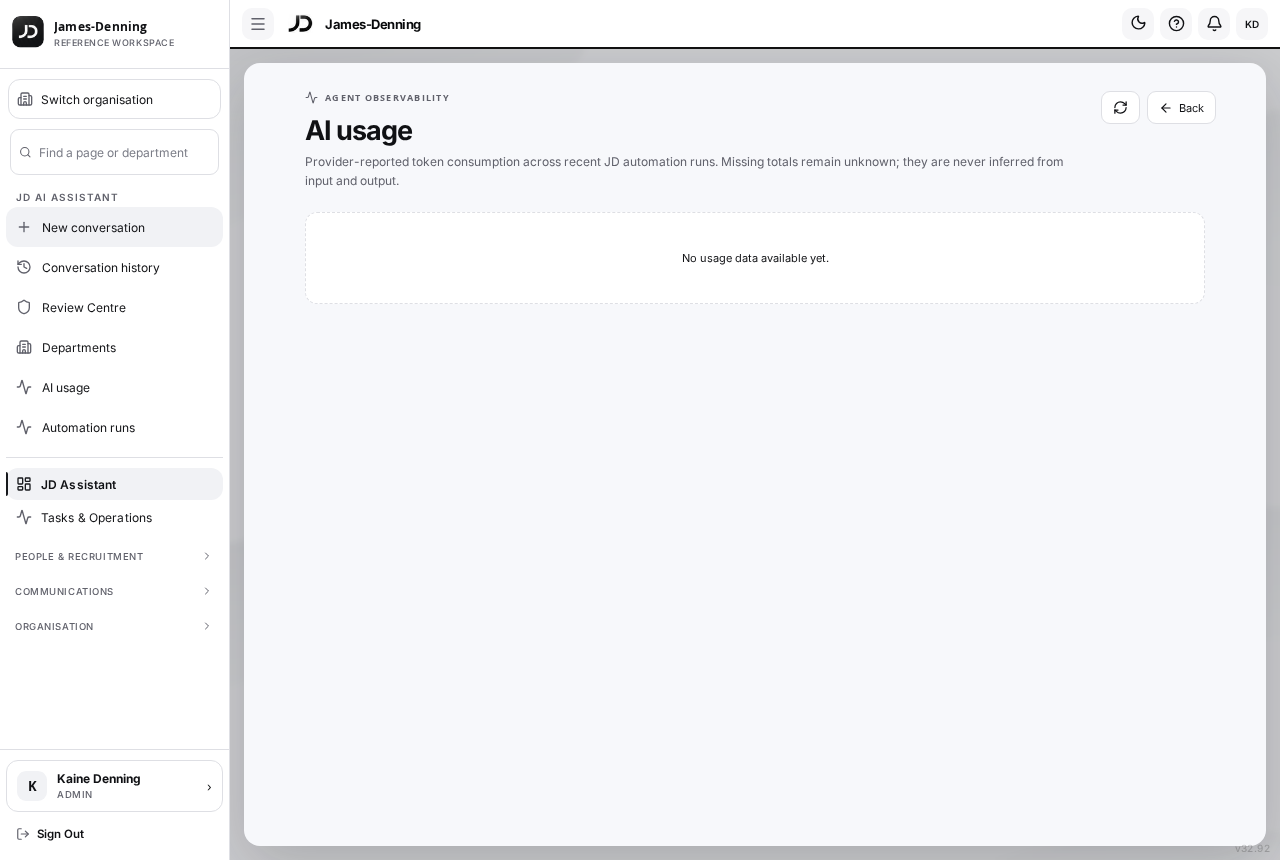 James-Denning
REFERENCE WORKSPACE
Switch organisation
Find a page or department
JD AI ASSISTANT
New conversation
Conversation history
Review Centre
Departments
AI usage
Automation runs
JD Assistant
Tasks & Operations
PEOPLE & RECRUITMENT
COMMUNICATIONS
ORGANISATION
K
Kaine Denning
ADMIN
Sign Out
James-Denning
KD
AGENT OBSERVABILITY
AI usage
Provider-reported token consumption across recent JD automation runs. Missing totals remain unknown; they are never inferred from
input and output.
Back
No usage data available yet.
v32.92